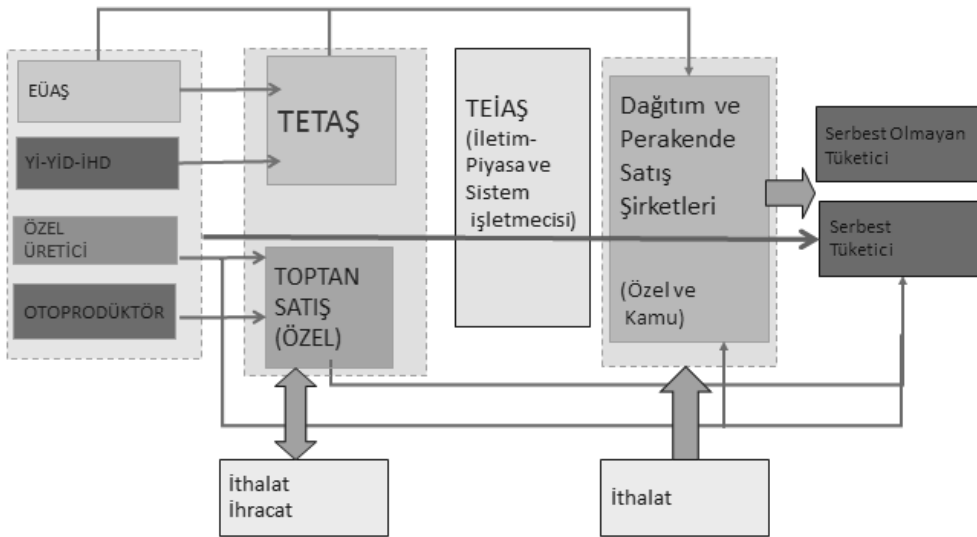 EÜAŞ
Yİ-YİD-İHD
ÖZEL
ÜRETİCİ
OTOPRODÜKTÖR
TETAŞ
TOPTAN
SATIŞ
(ÖZEL)
TEİAŞ
(İletim-
Piyasa ve
Sistem
işletmecisi)
Dağıtım ve
Perakende
Satış
Şirketleri
(Özel ve
Kamu)
Serbest Olmayan
Tüketici
Serbest
Tüketici
İthalat
İhracat
İthalat